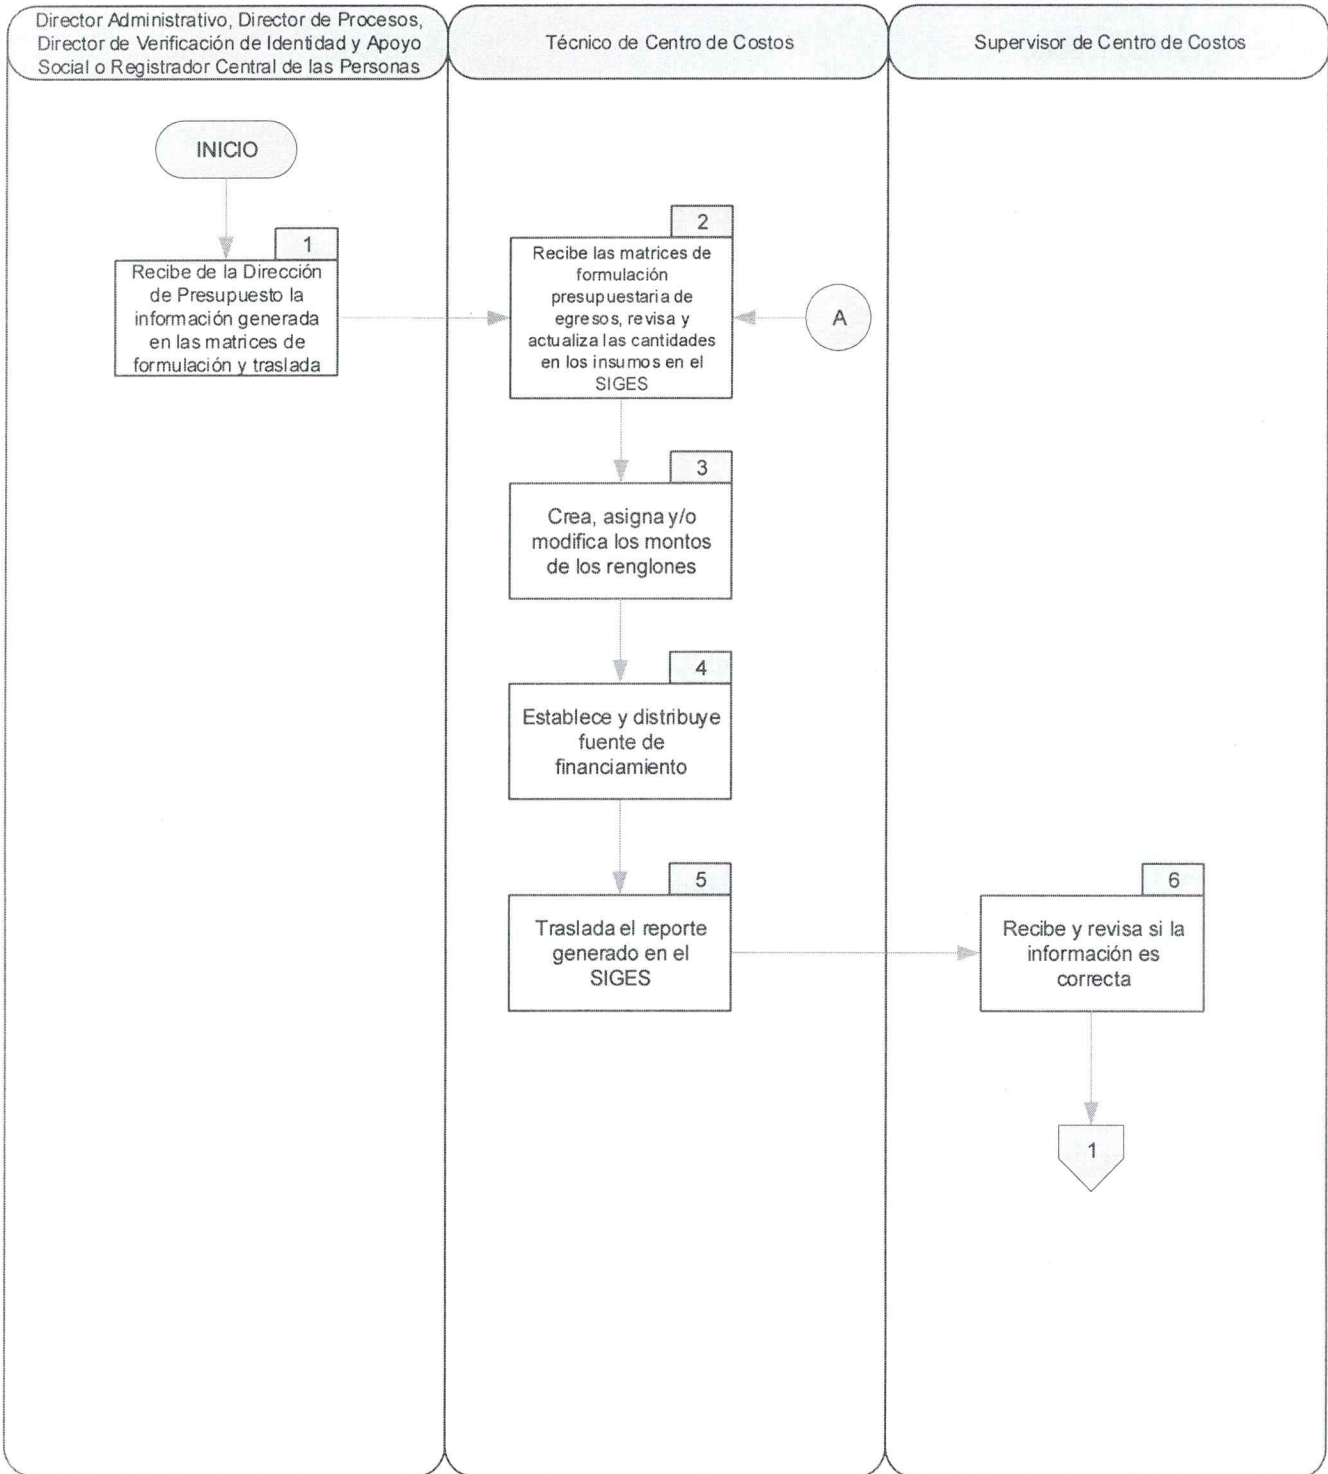 Director Administrativo, Director de Procesos,
Director de Verificación de Identidad y Apoyo
Social o Registrador Central de las Personas
Técnico de Centro de Costos
Supervisor de Centro de Costos
INICIO
1
Recibe de la Dirección
de Presupuesto la
información generada
en las matrices de
formulación y traslada
2
Recibe las matrices de
formulación
presupuestaria de
egresos, revisa y
actualiza las cantidades
en los insumos en el
SIGES
A
3
Crea, asigna y/o
modifica los montos
de los renglones
4
Establece y distribuye
fuente de
financiamiento
5
Traslada el reporte
generado en el
SIGES
6
Recibe y revisa si la
información es
correcta
1